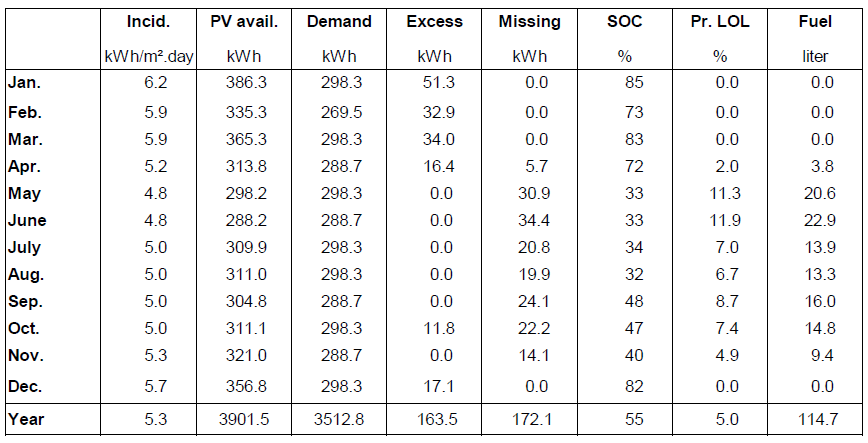 Incid. PV avail. Demand Excess Missing SOC Pr. LOL Fuel
kWh/m².day kWh kWh kWh kWh % % liter
Jan. 6.2 386.3 298.3 51.3 0.0 85 0.0 0.0
Feb. 5.9 335.3 269.5 32.9 0.0 73 0.0 0.0
Mar. 5.9 365.3 298.3 34.0 0.0 83 0.0 0.0
Apr. 5.2 313.8 288.7 16.4 5.7 72 2.0 3.8
May 4.8 298.2 298.3 0.0 30.9 33 11.3 20.6
June 4.8 288.2 288.7 0.0 34.4 33 11.9 22.9
July 5.0 309.9 298.3 0.0 20.8 34 7.0 13.9
Aug. 5.0 311.0 298.3 0.0 19.9 32 6.7 13.3
Sep. 5.0 304.8 288.7 0.0 24.1 48 8.7 16.0
Oct. 5.0 311.1 298.3 11.8 22.2 47 7.4 14.8
Nov. 5.3 321.0 288.7 0.0 14.1 40 4.9 9.4
Dec. 5.7 356.8 298.3 17.1 0.0 82 0.0 0.0
Year 5.3 3901.5 3512.8 163.5 172.1 55 5.0 114.7